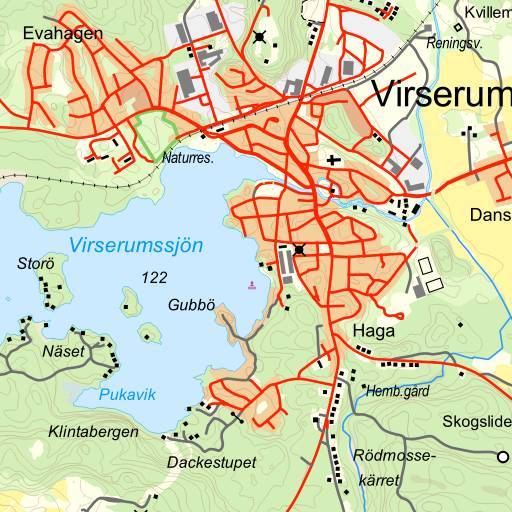 Evahagen
Kvillem
Reningsv.
Virserum
Naturres.
Dans
Virserumssjön
Storö
122
Gubbö
Haga
Näset
Pukavik
Hemb.gård
Skogslide
Klintabergen
Dackestupet
Rödmosse-
kärret